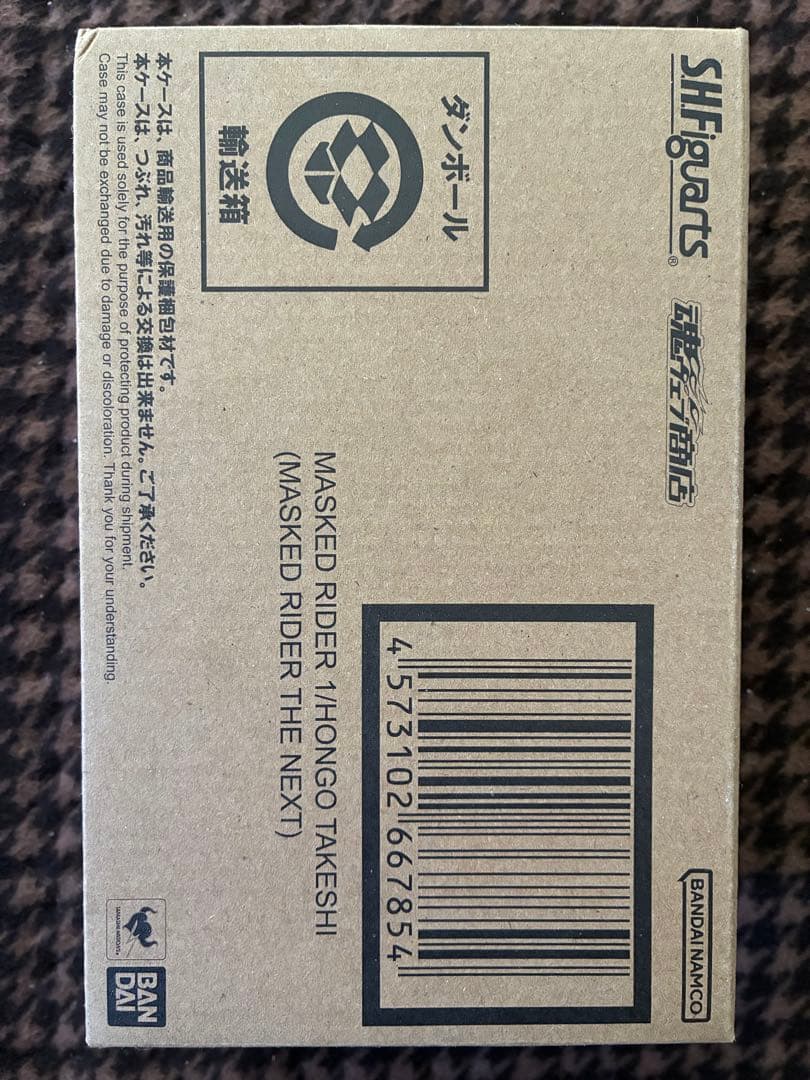 S.H.Figuarts®
魂ウェブ商店
BANDAI NAMCO
ダンボール
輸送箱
4 573102 667854
MASKED RIDER 1/HONGO TAKESHI
(MASKED RIDER THE NEXT)
本ケースは、商品輸送用の保護梱包材です。
本ケースは、つぶれ、汚れ等による交換は出来ません。ご了承ください。
This case is used solely for the purpose of protecting product during shipment.
Case may not be exchanged due to damage or discoloration. Thank you for your understanding.
TAMASHII NATIONS
BAN
DAI